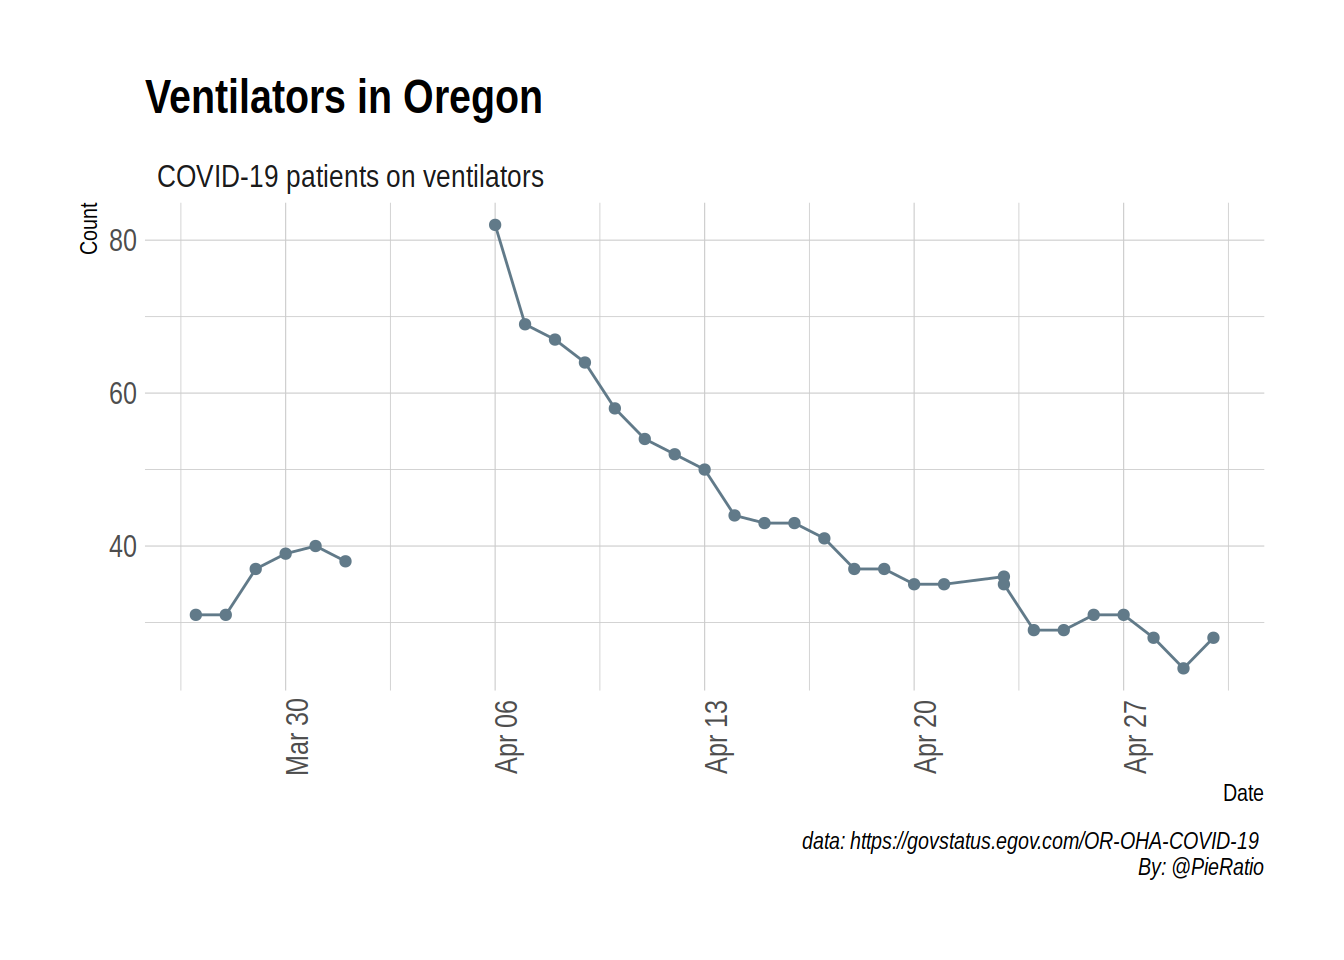 Ventilators in Oregon
COVID-19 patients on ventilators
Count
80
60
40
Mar 30
Apr 06
Apr 13
Apr 20
Apr 27
Date
data: https://govstatus.egov.com/OR-OHA-COVID-19
By: @PieRatio